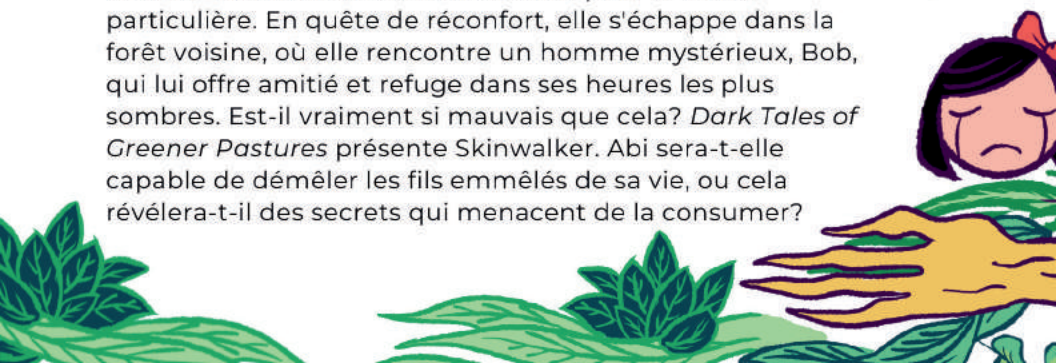 particulière. En quête de réconfort, elle s'échappe dans la
forêt voisine, où elle rencontre un homme mystérieux, Bob,
qui lui offre amitié et refuge dans ses heures les plus
sombres. Est-il vraiment si mauvais que cela? Dark Tales of
Greener Pastures présente Skinwalker. Abi sera-t-elle
capable de démêler les fils emmêlés de sa vie, ou cela
révélera-t-il des secrets qui menacent de la consumer?